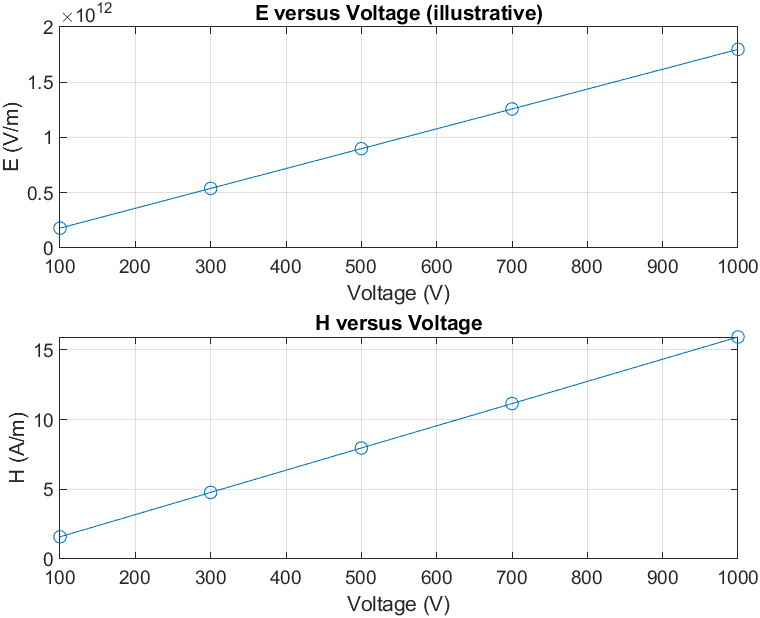 E versus Voltage (illustrative)
×10¹²
2
1.5
1
0.5
0
E (V/m)
100 200 300 400 500 600 700 800 900 1000
Voltage (V)
H versus Voltage
15
10
5
0
H (A/m)
100 200 300 400 500 600 700 800 900 1000
Voltage (V)